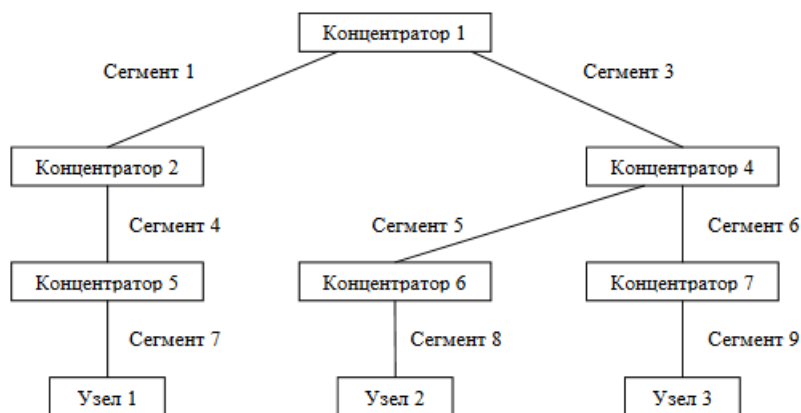 Концентратор 1
Сегмент 1
Сегмент 3
Концентратор 2
Концентратор 4
Сегмент 4
Сегмент 5
Сегмент 6
Концентратор 5
Концентратор 6
Концентратор 7
Сегмент 7
Сегмент 8
Сегмент 9
Узел 1
Узел 2
Узел 3